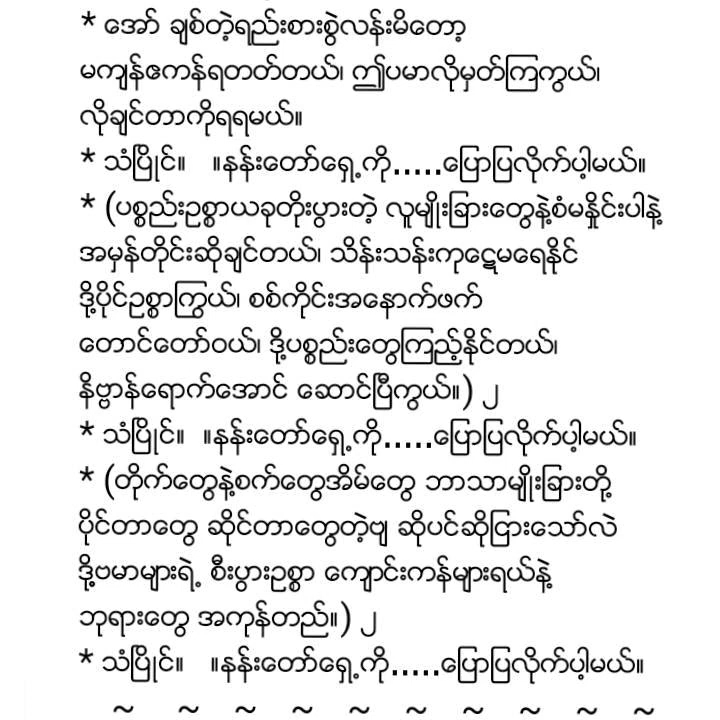 * အော် ချစ်တဲ့ရည်းစားစွဲလန်းမိတော့
မကျန်ဧကန်ရတတ်တယ်၊ ဤပမာလိုမှတ်ကြကွယ်၊
လိုချင်တာကိုရရမယ်။
* သံပြိုင်။ ။နန်းတော်ရှေ့ကို.....ပြောပြလိုက်ပါ့မယ်။
* (ပစ္စည်းဥစ္စာယခုတိုးပွားတဲ့ လူမျိုးခြားတွေနဲ့စံမနှိုင်းပါနဲ့
အမှန်တိုင်းဆိုချင်တယ်၊ သိန်းသန်းကုဋေမရေနိုင်
ဒို့ပိုင်ဥစ္စာကြွယ်၊ စစ်ကိုင်းအနောက်ဖက်
တောင်တော်ဝယ်၊ ဒို့ပစ္စည်းတွေကြည့်နိုင်တယ်၊
နိဗ္ဗာန်ရောက်အောင် ဆောင်ပြီကွယ်။) ၂
* သံပြိုင်။ ။နန်းတော်ရှေ့ကို.....ပြောပြလိုက်ပါ့မယ်။
* (တိုက်တွေနဲ့စက်တွေအိမ်တွေ ဘာသာမျိုးခြားတို့
ပိုင်တာတွေ ဆိုင်တာတွေတဲ့ဗျ ဆိုပင်ဆိုငြားသော်လဲ
ဒို့ဗမာများရဲ့ စီးပွားဥစ္စာ ကျောင်းကန်များရယ်နဲ့
ဘုရားတွေ အကုန်တည်။) ၂
* သံပြိုင်။ ။နန်းတော်ရှေ့ကို.....ပြောပြလိုက်ပါ့မယ်။
~ ~ ~ ~ ~ ~ ~ ~ ~ ~